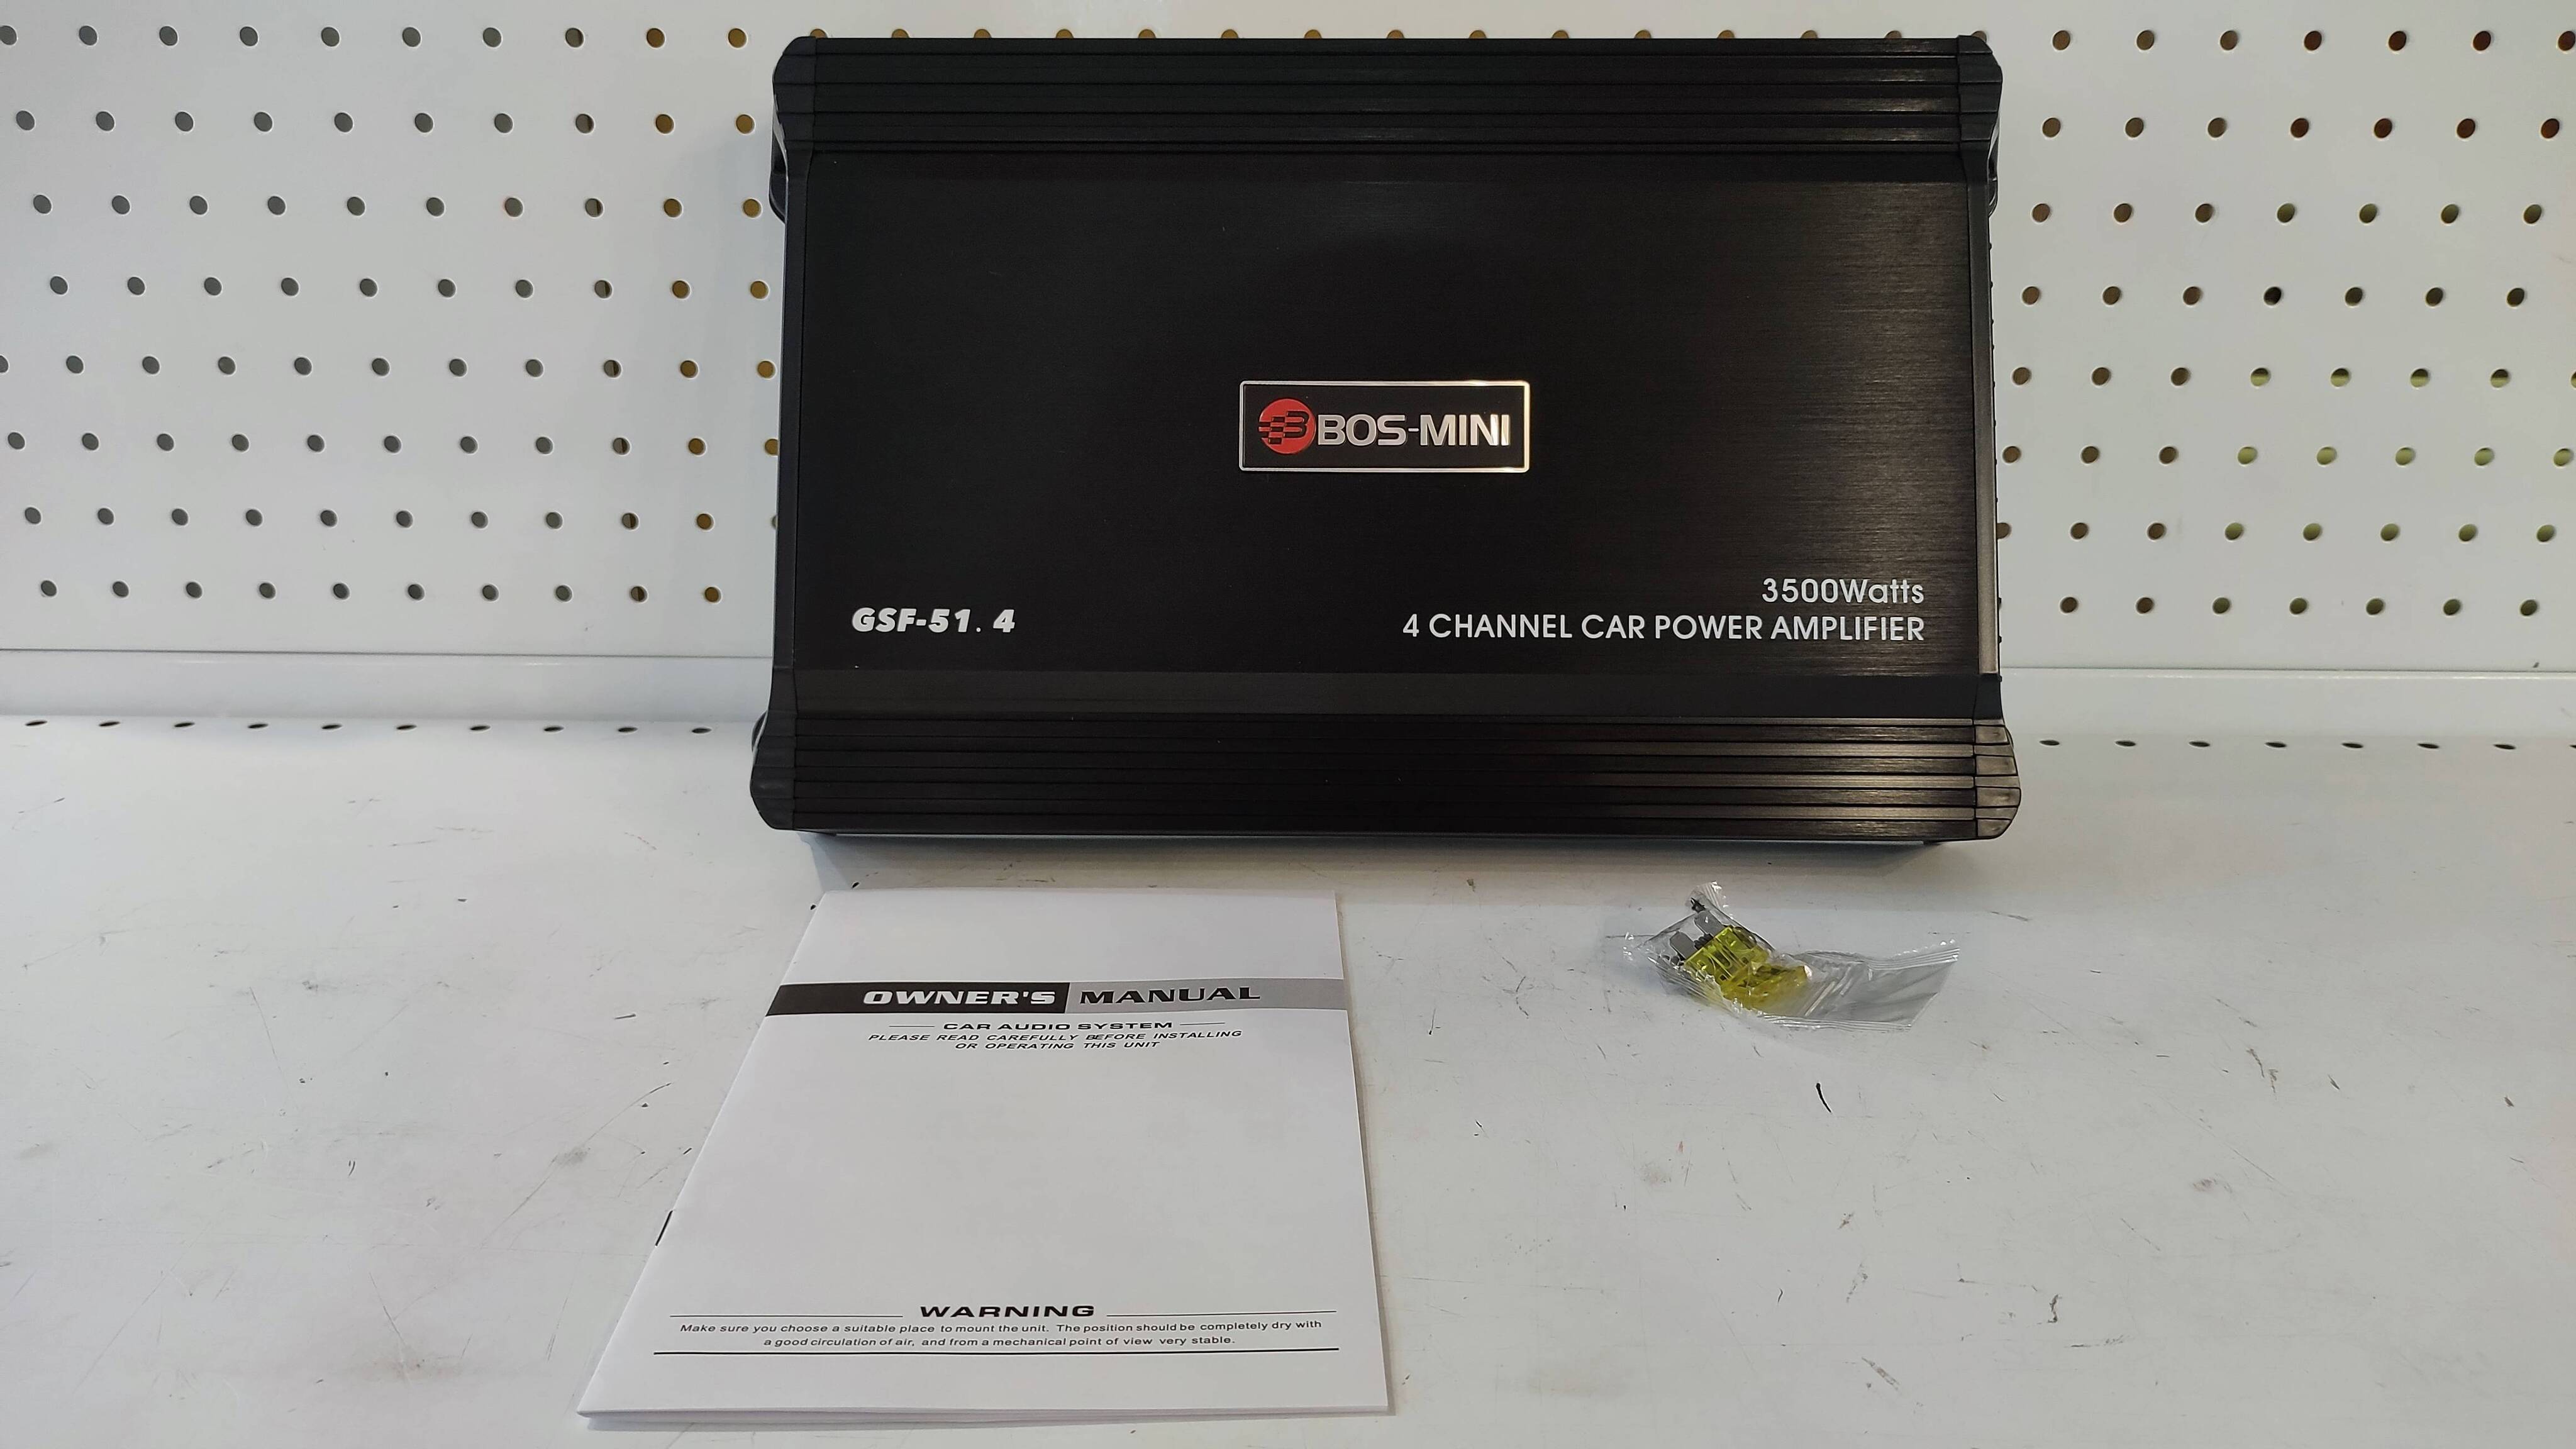 BOS-MINI
GSF-51.4
3500Watts
4 CHANNEL CAR POWER AMPLIFIER
OWNER'S MANUAL
CAR AUDIO SYSTEM
PLEASE READ CAREFULLY BEFORE INSTALLING
OR OPERATING THIS UNIT
WARNING
Make sure you choose a suitable place to mount the unit. The position should be completely dry with
a good circulation of air, and from a mechanical point of view very stable.